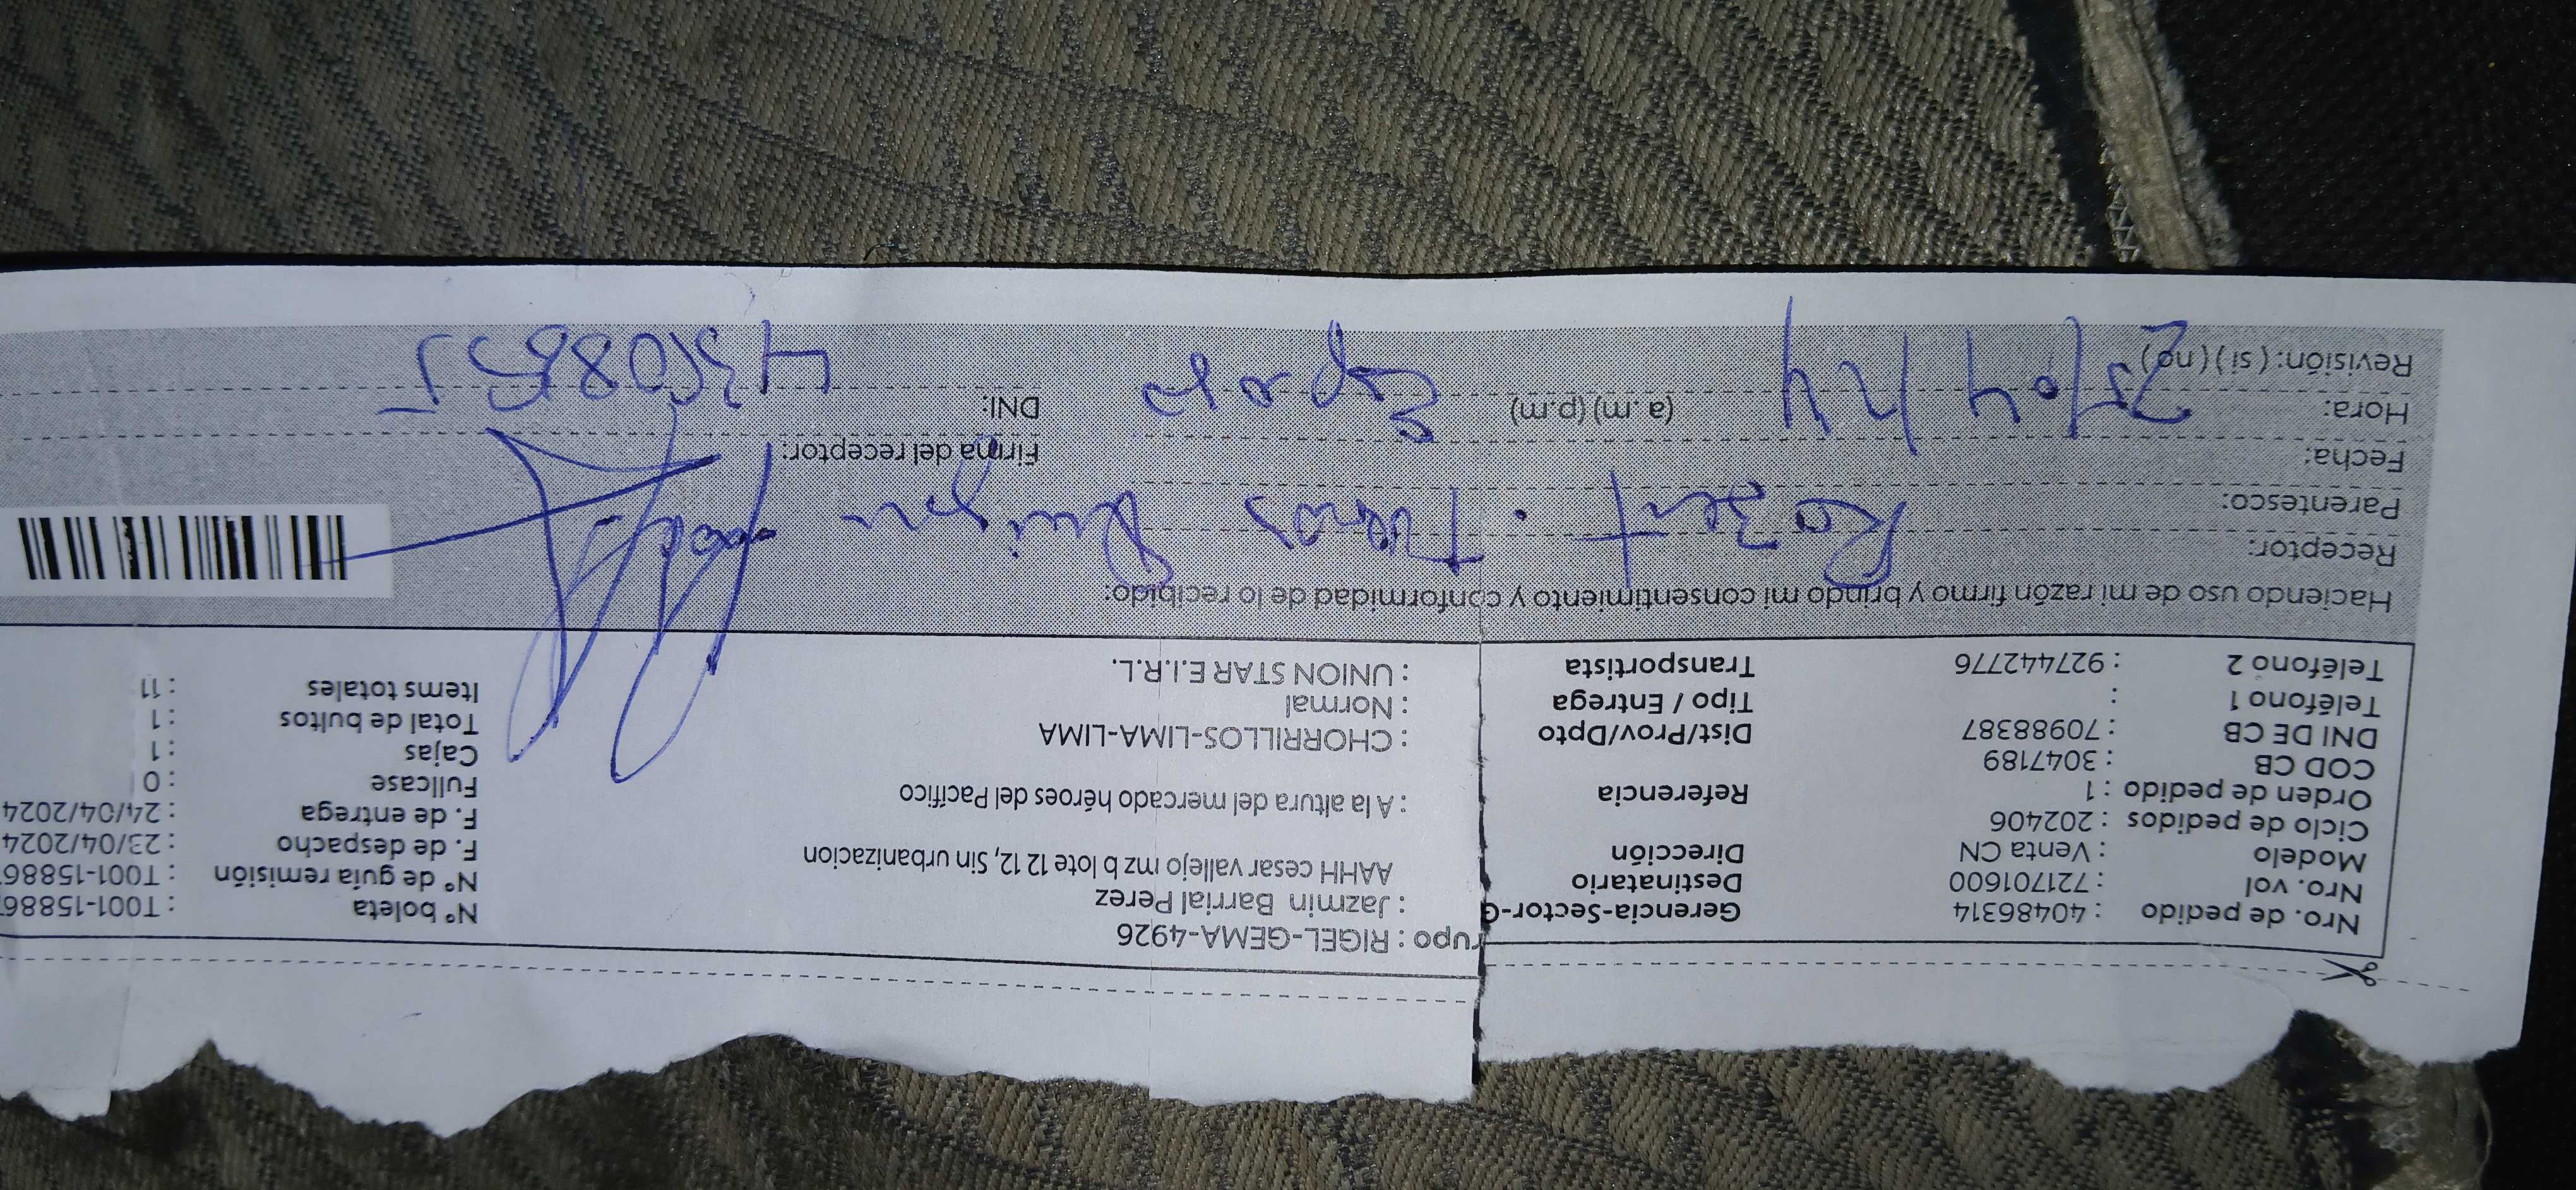 Nro. de pedido : 40486314 Gerencia-Sector-Grupo : RIGEL-GEMA-4926 N° boleta : T001-15886
Nro. vol : 721701600 Destinatario : Jazmin Barrial Perez N° de guía remisión : T001-15886
Modelo : Venta CN Dirección AAHH cesar vallejo mz b lote 12 12, Sin urbanizacion F. de despacho : 23/04/2024
Ciclo de pedidos : 202406 F. de entrega : 24/04/2024
Orden de pedido : 1 Referencia : A la altura del mercado héroes del Pacífico Fullcase : 0
COD CB : 3047189 Cajas : 1
DNI DE CB : 70988387 Dist/Prov/Dpto : CHORRILLOS-LIMA-LIMA Total de bultos : 1
Teléfono 1 : Tipo / Entrega : Normal Items totales : 11
Teléfono 2 : 927442776 Transportista : UNION STAR E.I.R.L.
Haciendo uso de mi razón firmo y brindo mi consentimiento y conformidad de lo recibido:
Receptor:
Parentesco:
Fecha: Firma del receptor:
Hora: 25/04/24 (a.m) (p.m) DNI:
Revisión: (si) (no)